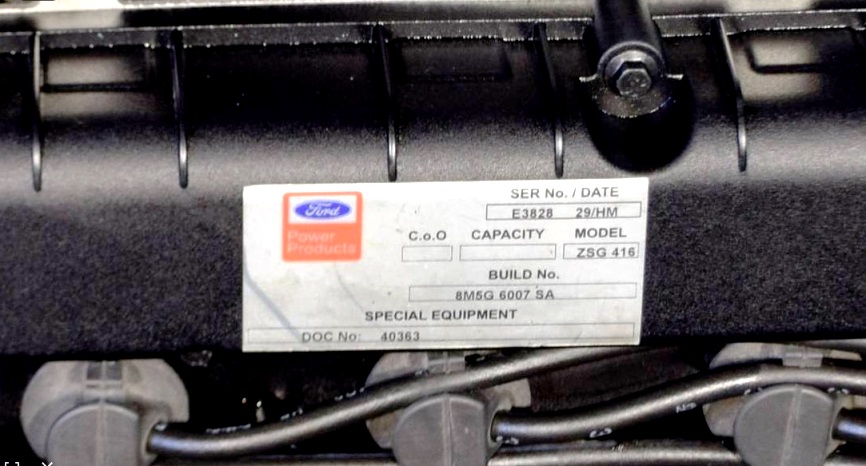 SER No. / DATE
Ford
E3828 29/HM
Power
Products
C.o.O CAPACITY MODEL
ZSG 416
BUILD No.
8M5G 6007 SA
SPECIAL EQUIPMENT
DOC No: 40363